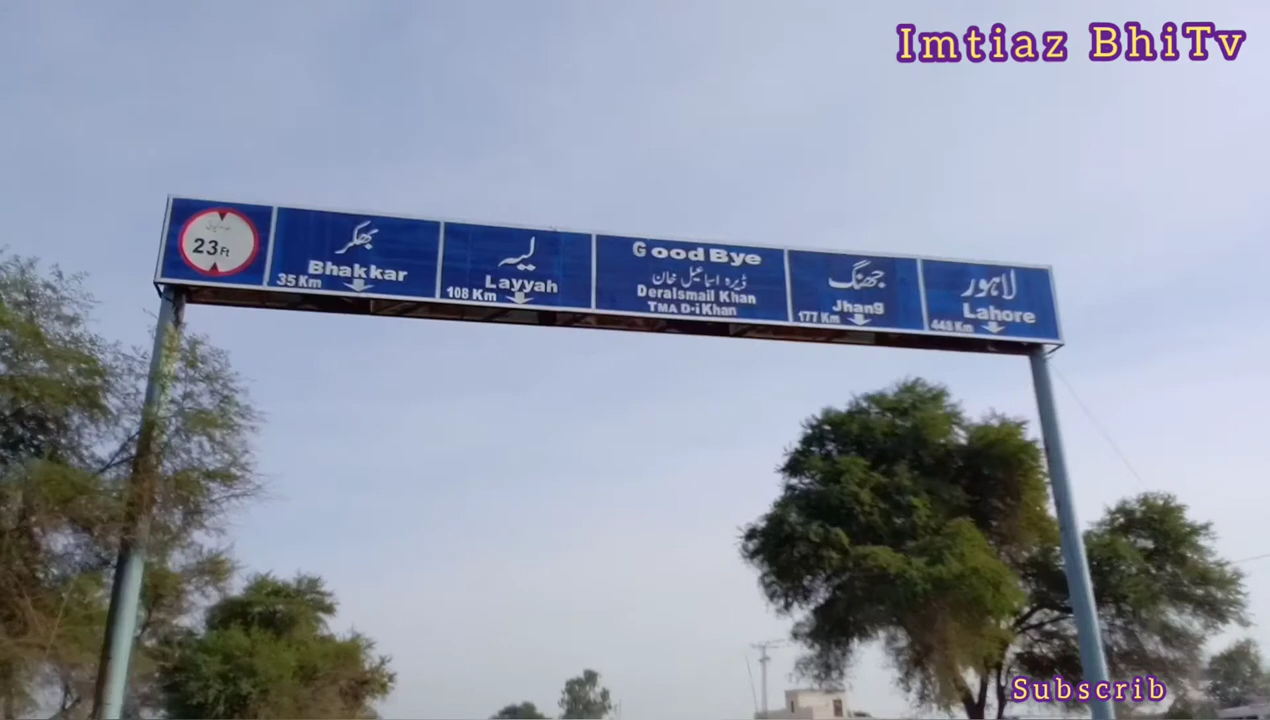 Imtiaz BhiTv
23 Ft
بھکر
Bhakkar
35 Km
لیہ
Layyah
108 Km
Good Bye
ڈیرہ اسماعیل خان
DeraIsmail Khan
TMA D-i Khan
جھنگ
Jhang
177 Km
لاہور
Lahore
448 Km
Subscrib